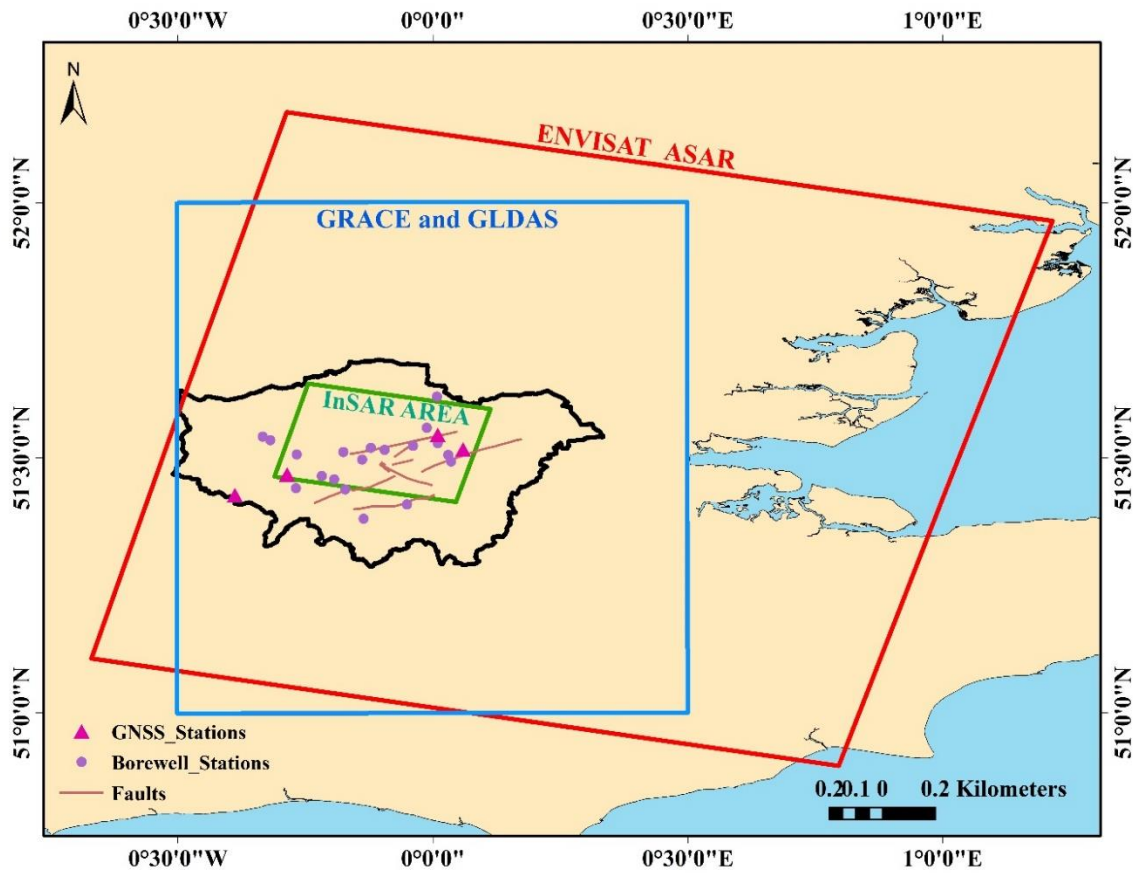 0°30'0"W 0°0'0" 0°30'0"E 1°0'0"E
N
ENVISAT ASAR
52°0'0"N 52°0'0"N
GRACE and GLDAS
InSAR AREA
51°30'0"N 51°30'0"N
51°0'0"N 51°0'0"N
GNSS_Stations
Borewell_Stations
Faults
0.2 0.1 0 0.2 Kilometers
0°30'0"W 0°0'0" 0°30'0"E 1°0'0"E